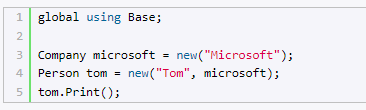 1 global using Base;
2
3 Company microsoft = new("Microsoft");
4 Person tom = new("Tom", microsoft);
5 tom.Print();